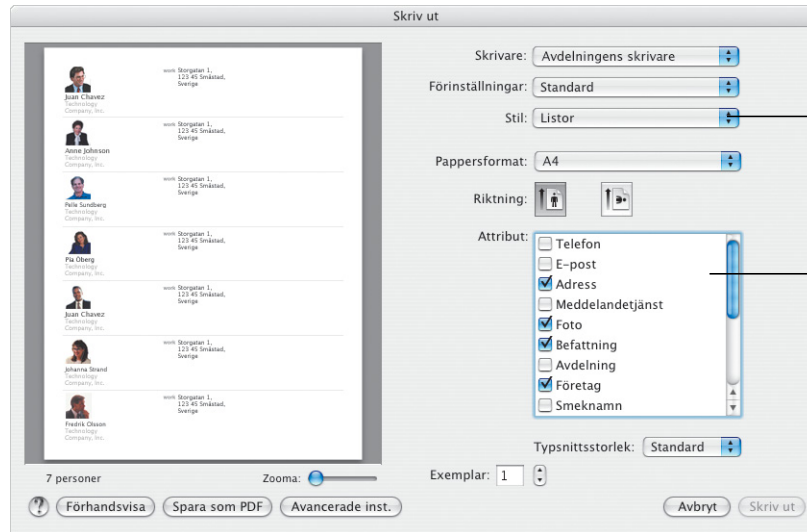 Skriv ut
Juan Chavez
Technology
Company, Inc.
work Storgatan 1,
123 45 Småstad,
Sverige
Anne Johnson
Technology
Company, Inc.
work Storgatan 1,
123 45 Småstad,
Sverige
Pelle Sundberg
Technology
Company, Inc.
work Storgatan 1,
123 45 Småstad,
Sverige
Pia Öberg
Technology
Company, Inc.
work Storgatan 1,
123 45 Småstad,
Sverige
Juan Chavez
Technology
Company, Inc.
work Storgatan 1,
123 45 Småstad,
Sverige
Johanna Strand
Technology
Company, Inc.
work Storgatan 1,
123 45 Småstad,
Sverige
Fredrik Olsson
Technology
Company, Inc.
work Storgatan 1,
123 45 Småstad,
Sverige
7 personer
Zooma:
? Förhandsvisa Spara som PDF Avancerade inst.
Skrivare: Avdelningens skrivare
Förinställningar: Standard
Stil: Listor
Pappersformat: A4
Riktning:
Attribut:
Telefon
E-post
Adress
Meddelandetjänst
Foto
Befattning
Avdelning
Företag
Smeknamn
Typsnittsstorlek: Standard
Exemplar: 1
Avbryt Skriv ut